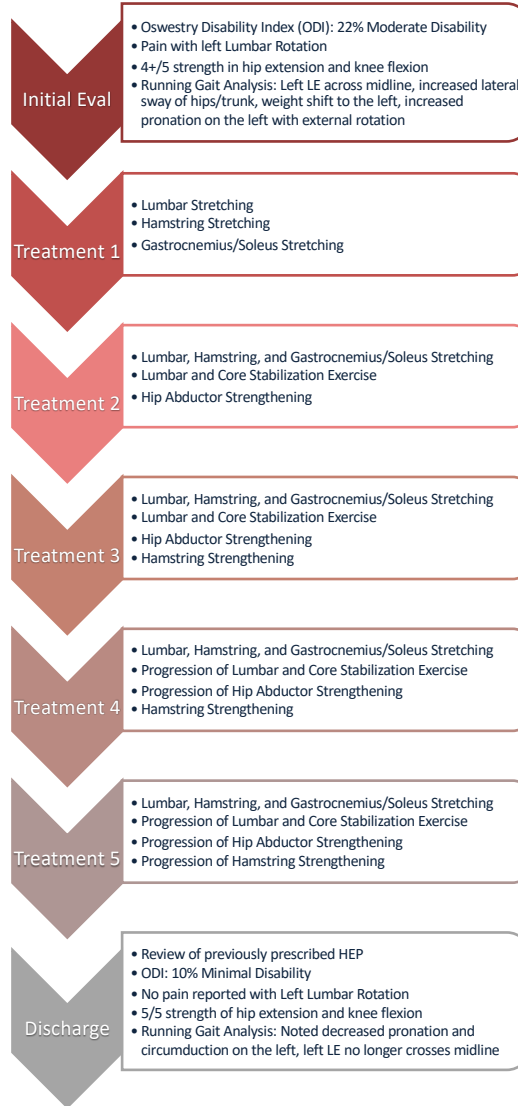 Initial Eval
• Oswestry Disability Index (ODI): 22% Moderate Disability
• Pain with left Lumbar Rotation
• 4+/5 strength in hip extension and knee flexion
• Running Gait Analysis: Left LE across midline, increased lateral
sway of hips/trunk, weight shift to the left, increased
pronation on the left with external rotation
Treatment 1
• Lumbar Stretching
• Hamstring Stretching
• Gastrocnemius/Soleus Stretching
Treatment 2
• Lumbar, Hamstring, and Gastrocnemius/Soleus Stretching
• Lumbar and Core Stabilization Exercise
• Hip Abductor Strengthening
Treatment 3
• Lumbar, Hamstring, and Gastrocnemius/Soleus Stretching
• Lumbar and Core Stabilization Exercise
• Hip Abductor Strengthening
• Hamstring Strengthening
Treatment 4
• Lumbar, Hamstring, and Gastrocnemius/Soleus Stretching
• Progression of Lumbar and Core Stabilization Exercise
• Progression of Hip Abductor Strengthening
• Hamstring Strengthening
Treatment 5
• Lumbar, Hamstring, and Gastrocnemius/Soleus Stretching
• Progression of Lumbar and Core Stabilization Exercise
• Progression of Hip Abductor Strengthening
• Progression of Hamstring Strengthening
Discharge
• Review of previously prescribed HEP
• ODI: 10% Minimal Disability
• No pain reported with Left Lumbar Rotation
• 5/5 strength of hip extension and knee flexion
• Running Gait Analysis: Noted decreased pronation and
circumduction on the left, left LE no longer crosses midline